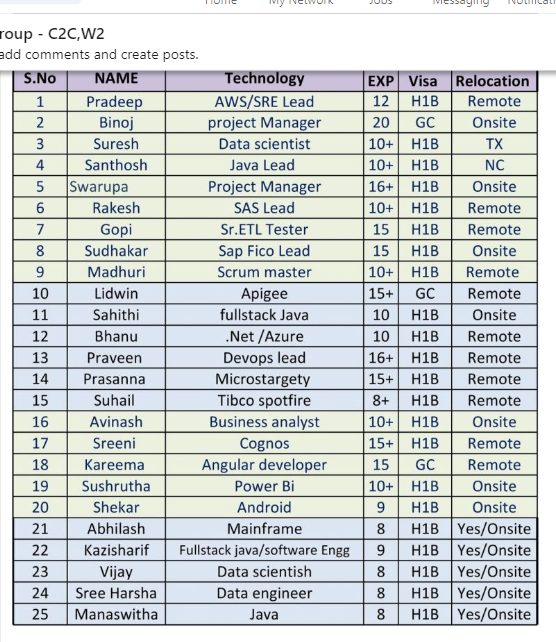 Home My Network Jobs Messaging Notificati
roup - C2C,W2
add comments and create posts.
S.No NAME Technology EXP Visa Relocation
1 Pradeep AWS/SRE Lead 12 H1B Remote
2 Binoj project Manager 20 GC Onsite
3 Suresh Data scientist 10+ H1B TX
4 Santhosh Java Lead 10+ H1B NC
5 Swarupa Project Manager 16+ H1B Onsite
6 Rakesh SAS Lead 10+ H1B Remote
7 Gopi Sr.ETL Tester 15 H1B Remote
8 Sudhakar Sap Fico Lead 15 H1B Onsite
9 Madhuri Scrum master 10+ H1B Remote
10 Lidwin Apigee 15+ GC Remote
11 Sahithi fullstack Java 10 H1B Onsite
12 Bhanu .Net /Azure 10 H1B Remote
13 Praveen Devops lead 16+ H1B Remote
14 Prasanna Microstargety 15+ H1B Remote
15 Suhail Tibco spotfire 8+ H1B Remote
16 Avinash Business analyst 10+ H1B Onsite
17 Sreeni Cognos 15+ H1B Remote
18 Kareema Angular developer 15 GC Remote
19 Sushrutha Power Bi 10+ H1B Onsite
20 Shekar Android 9 H1B Onsite
21 Abhilash Mainframe 8 H1B Yes/Onsite
22 Kazisharif Fullstack java/software Engg 9 H1B Yes/Onsite
23 Vijay Data scientish 8 H1B Yes/Onsite
24 Sree Harsha Data engineer 8 H1B Yes/Onsite
25 Manaswitha Java 8 H1B Yes/Onsite